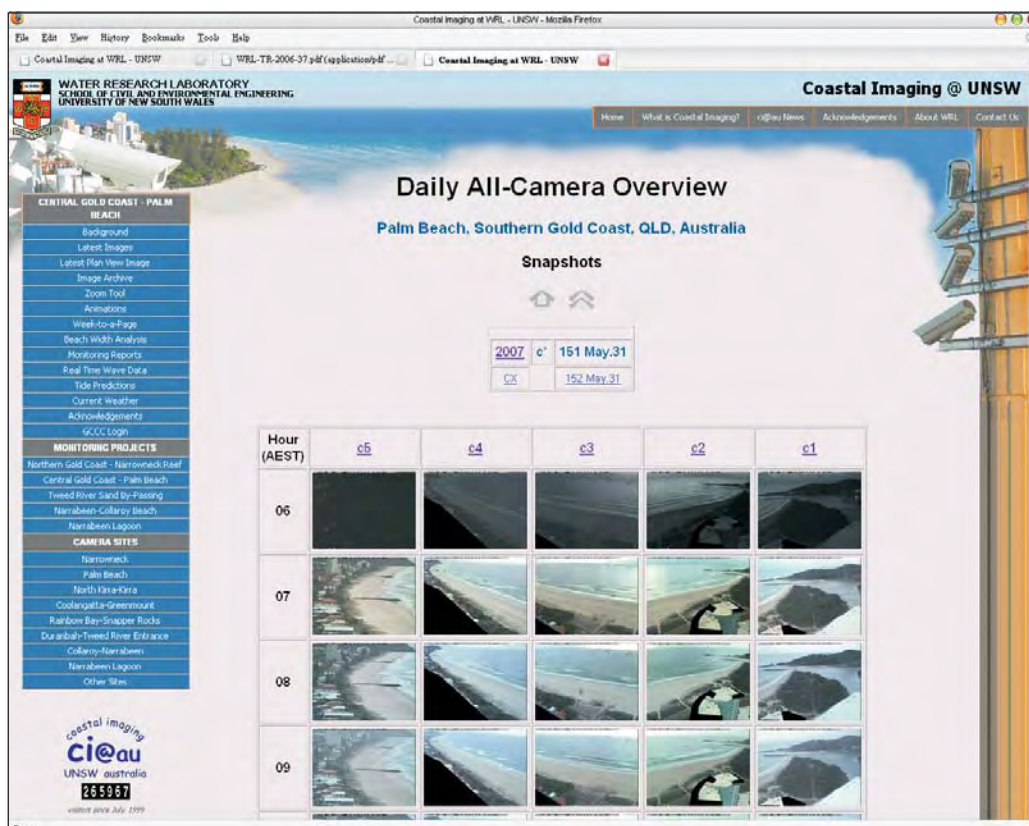 Coastal Imaging at WRL - UNSW - Mozilla Firefox
File Edit View History Bookmarks Tools Help
Coastal Imaging at WRL - UNSW
WRL-TR-2006-37.pdf (application/pdf ...
Coastal Imaging at WRL - UNSW
WATER RESEARCH LABORATORY
SCHOOL OF CIVIL AND ENVIRONMENTAL ENGINEERING
UNIVERSITY OF NEW SOUTH WALES
Coastal Imaging @ UNSW
Home What is Coastal Imaging? ci@au News Acknowledgements About WRL Contact Us
Daily All-Camera Overview
Palm Beach, Southern Gold Coast, QLD, Australia
Snapshots
2007 c* 151 May.31
CX 152 May.31
CENTRAL GOLD COAST - PALM
BEACH
Background
Latest Images
Latest Plan View Image
Image Archive
Zoom Tool
Animations
Week-to-a-Page
Beach Width Analysis
Monitoring Reports
Real Time Wave Data
Tide Predictions
Current Weather
Acknowledgements
GCCC Login
MONITORING PROJECTS
Northern Gold Coast - Narrowneck Reef
Central Gold Coast - Palm Beach
Tweed River Sand By-Passing
Narrabeen-Collaroy Beach
Narrabeen Lagoon
CAMERA SITES
Narrowneck
Palm Beach
North Kirra-Kirra
Coolangatta-Greenmount
Rainbow Bay-Snapper Rocks
Duranbah-Tweed River Entrance
Collaroy-Narrabeen
Narrabeen Lagoon
Other Sites
coastal imaging
ci@au
UNSW australia
265967
visitors since July 1999
Hour
(AEST)
c5 c4 c3 c2 c1
06
07
08
09